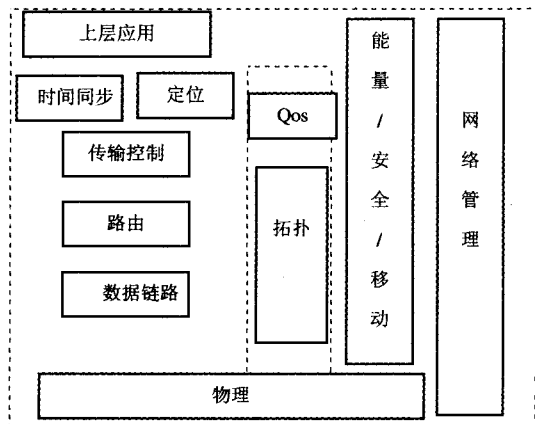 上层应用
时间同步
定位
传输控制
路由
数据链路
物理
Qos
拓扑
能量/安全/移动
网络管理